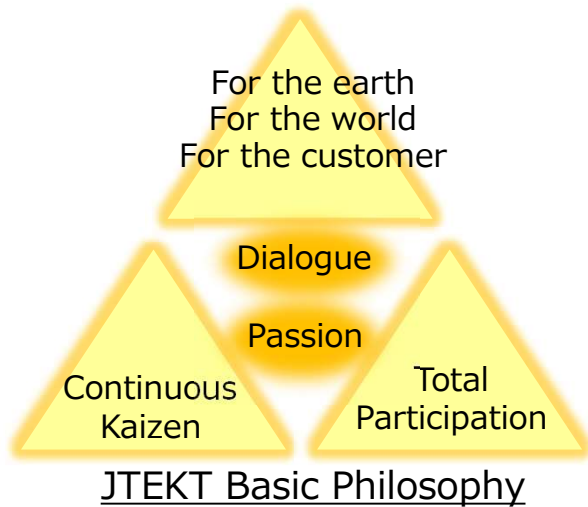 For the earth
For the world
For the customer
Dialogue
Passion
Continuous
Kaizen
Total
Participation
JTEKT Basic Philosophy